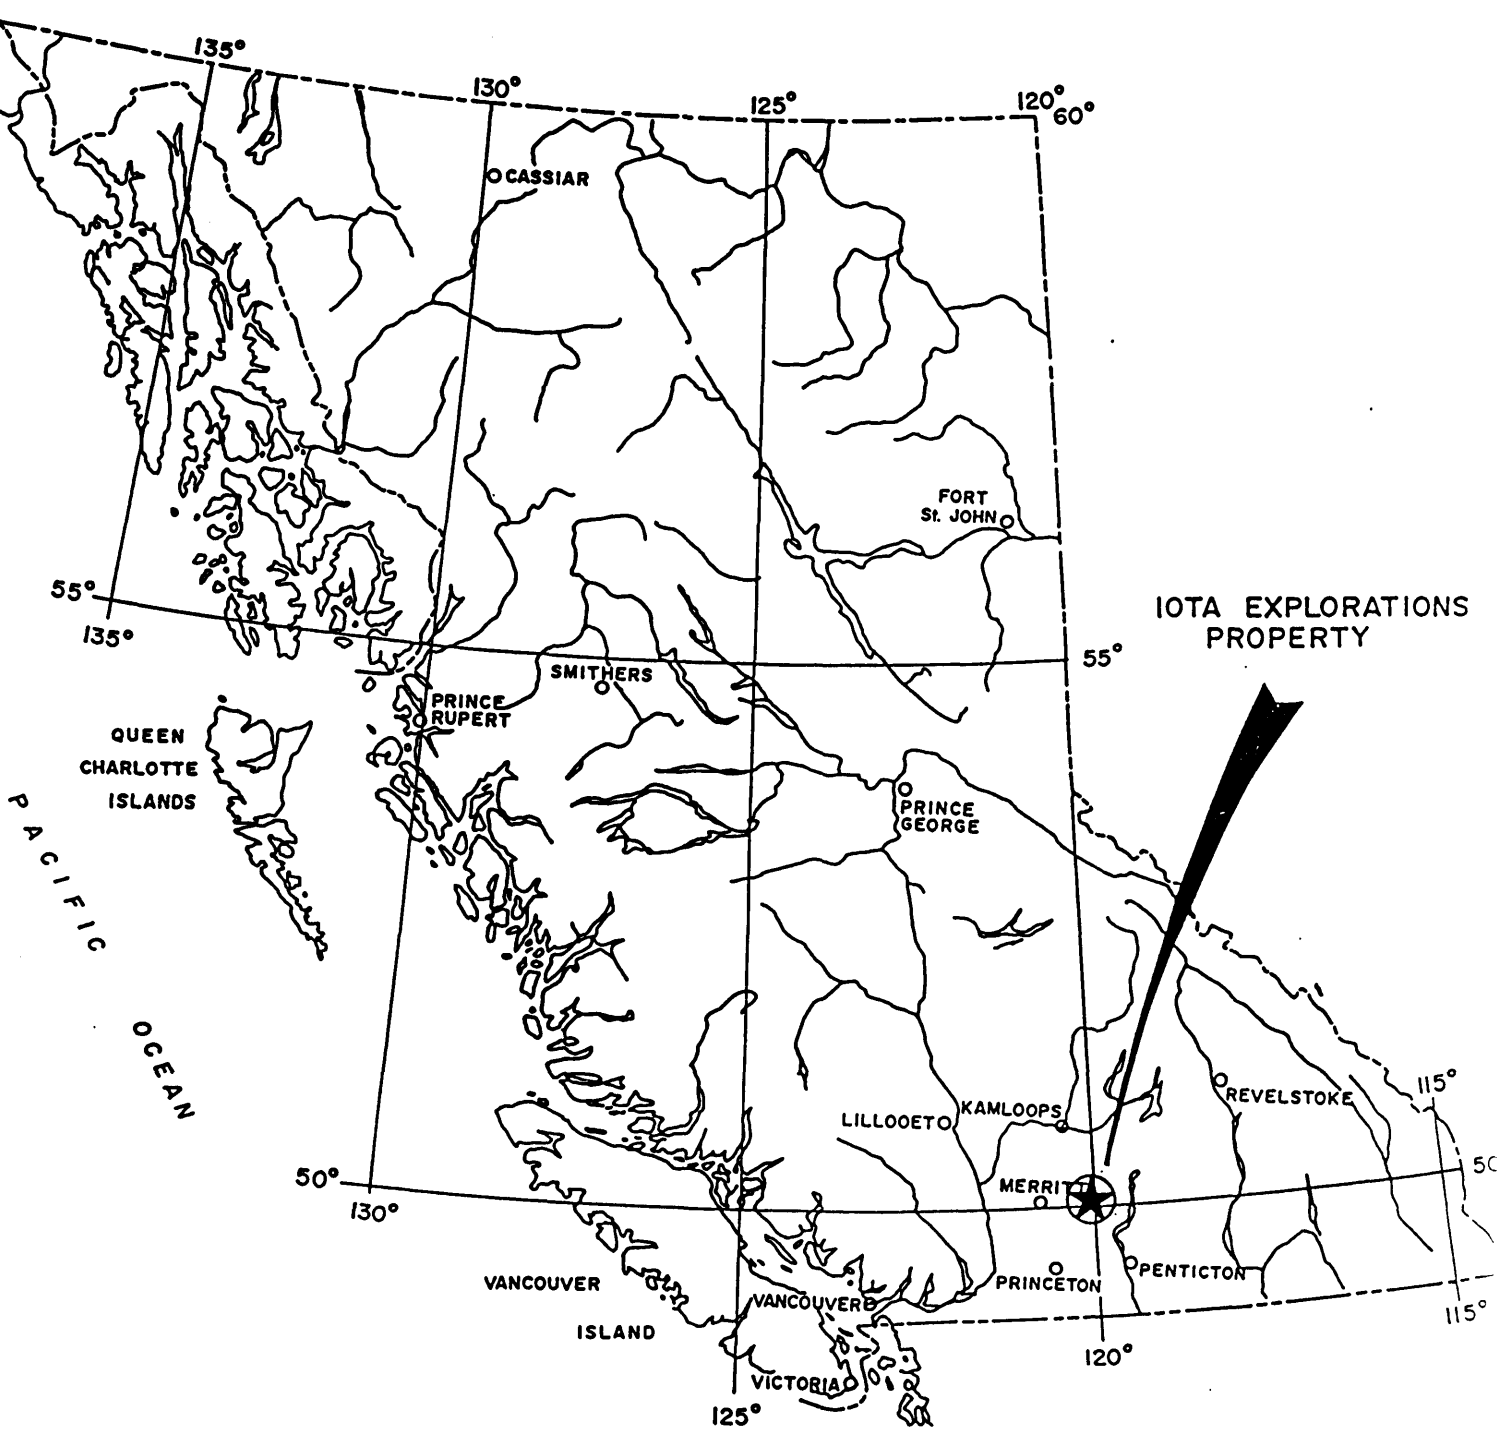 135°
130°
125°
120°
60°
CASSIAR
FORT
St. JOHN
55°
135°
IOTA EXPLORATIONS
PROPERTY
55°
SMITHERS
PRINCE
RUPERT
QUEEN
CHARLOTTE
ISLANDS
PRINCE
GEORGE
PACIFIC
OCEAN
115°
REVELSTOKE
LILLOOET
KAMLOOPS
50°
50
MERRITT
130°
PENTICTON
PRINCETON
VANCOUVER
ISLAND
VANCOUVER
115°
120°
VICTORIA
125°